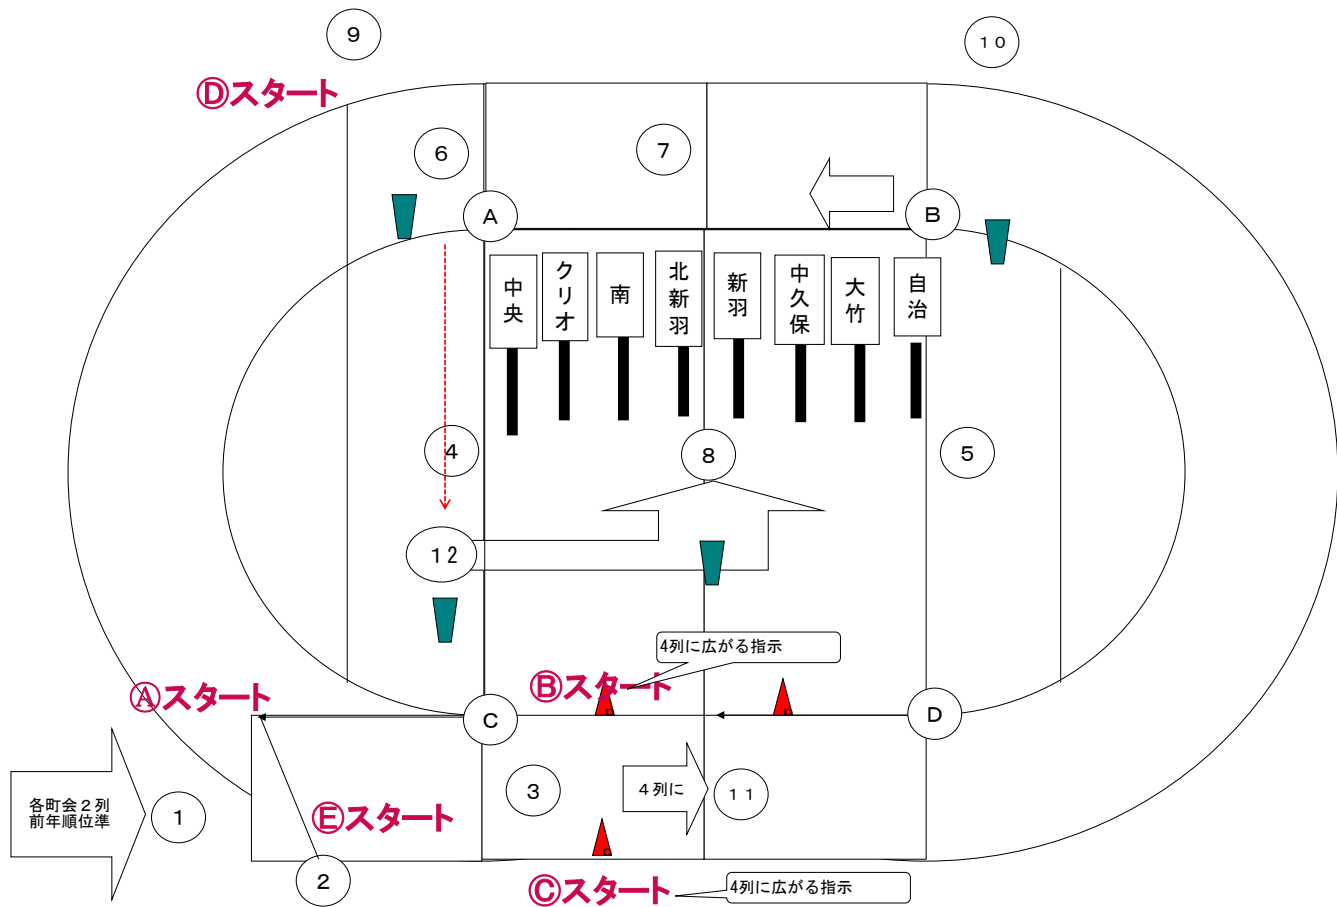 ⑨
⑩
Ⓓスタート
⑥
⑦
Ⓐ
Ⓑ
中央
クリオ
南
北新羽
新羽
中久保
大竹
自治
④
⑧
⑤
⑫
4列に広がる指示
Ⓐスタート
Ⓑスタート
Ⓒ
Ⓓ
各町会2列
前年順位準
①
③
4列に
⑪
Ⓔスタート
②
Ⓒスタート
4列に広がる指示